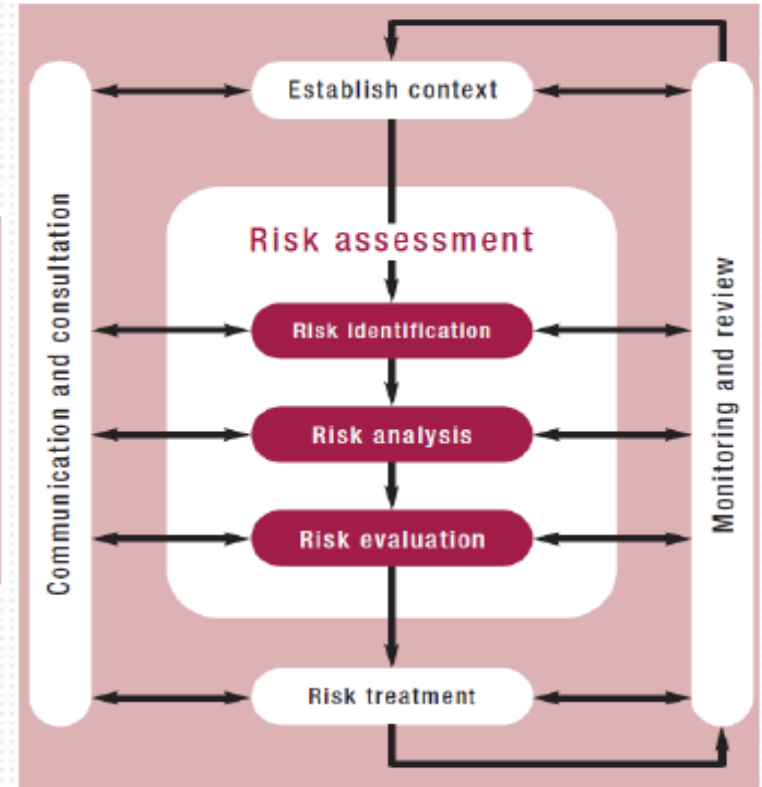 Establish context
Communication and consultation
Risk assessment
Risk identification
Risk analysis
Risk evaluation
Risk treatment
Monitoring and review